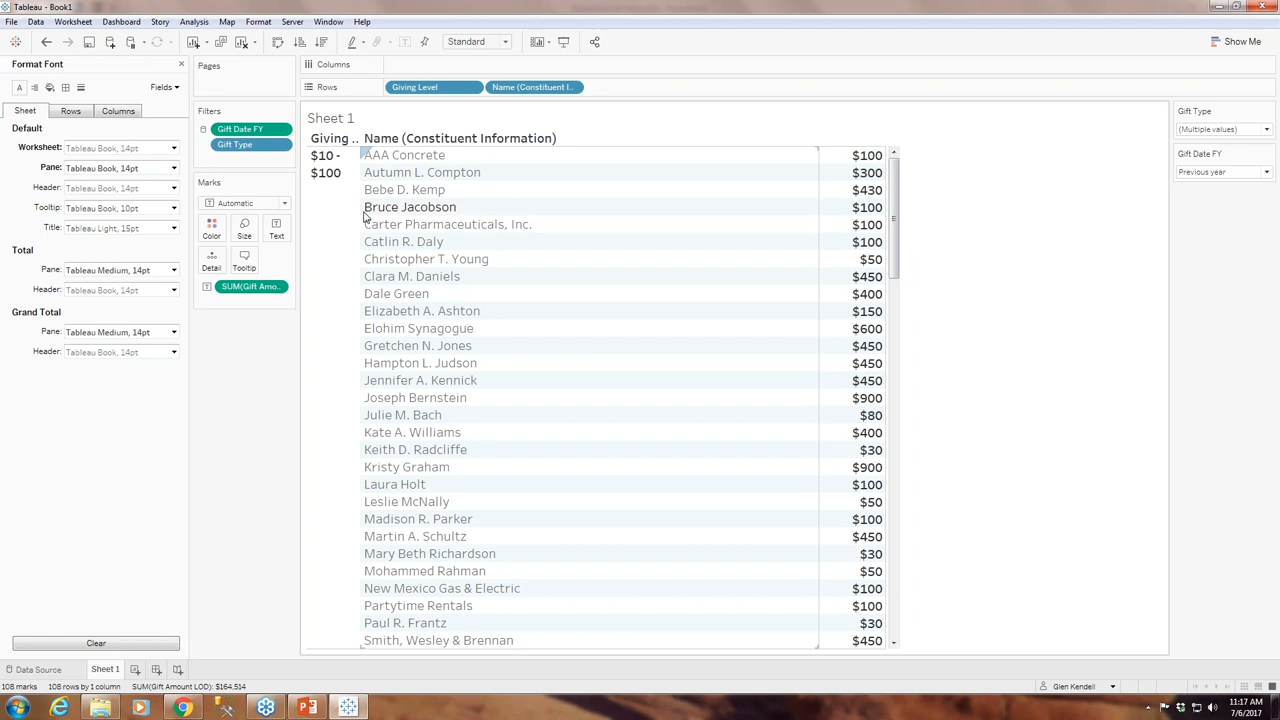 Tableau - Book1
File Data Worksheet Dashboard Story Analysis Map Format Server Window Help
Standard
Show Me
Format Font
Fields
Sheet Rows Columns
Default
Worksheet: Tableau Book, 14pt
Pane: Tableau Book, 14pt
Header: Tableau Book, 14pt
Tooltip: Tableau Book, 10pt
Title: Tableau Light, 15pt
Total
Pane: Tableau Medium, 14pt
Header: Tableau Book, 14pt
Grand Total
Pane: Tableau Medium, 14pt
Header: Tableau Book, 14pt
Clear
Pages
Filters
Gift Date FY
Gift Type
Marks
Automatic
Color Size Text
Detail Tooltip
SUM(Gift Amo..
Columns
Rows Giving Level Name (Constituent I..
Sheet 1
Giving .. Name (Constituent Information)
$10 - AAA Concrete $100
$100 Autumn L. Compton $300
Bebe D. Kemp $430
Bruce Jacobson $100
Carter Pharmaceuticals, Inc. $100
Catlin R. Daly $100
Christopher T. Young $50
Clara M. Daniels $450
Dale Green $400
Elizabeth A. Ashton $150
Elohim Synagogue $600
Gretchen N. Jones $450
Hampton L. Judson $450
Jennifer A. Kennick $450
Joseph Bernstein $900
Julie M. Bach $80
Kate A. Williams $400
Keith D. Radcliffe $30
Kristy Graham $900
Laura Holt $100
Leslie McNally $50
Madison R. Parker $100
Martin A. Schultz $450
Mary Beth Richardson $30
Mohammed Rahman $50
New Mexico Gas & Electric $100
Partytime Rentals $100
Paul R. Frantz $30
Smith, Wesley & Brennan $450
Gift Type
(Multiple values)
Gift Date FY
Previous year
Data Source Sheet 1
108 marks 108 rows by 1 column SUM(Gift Amount LOD): $164,514
Glen Kendell
11:17 AM
7/6/2017